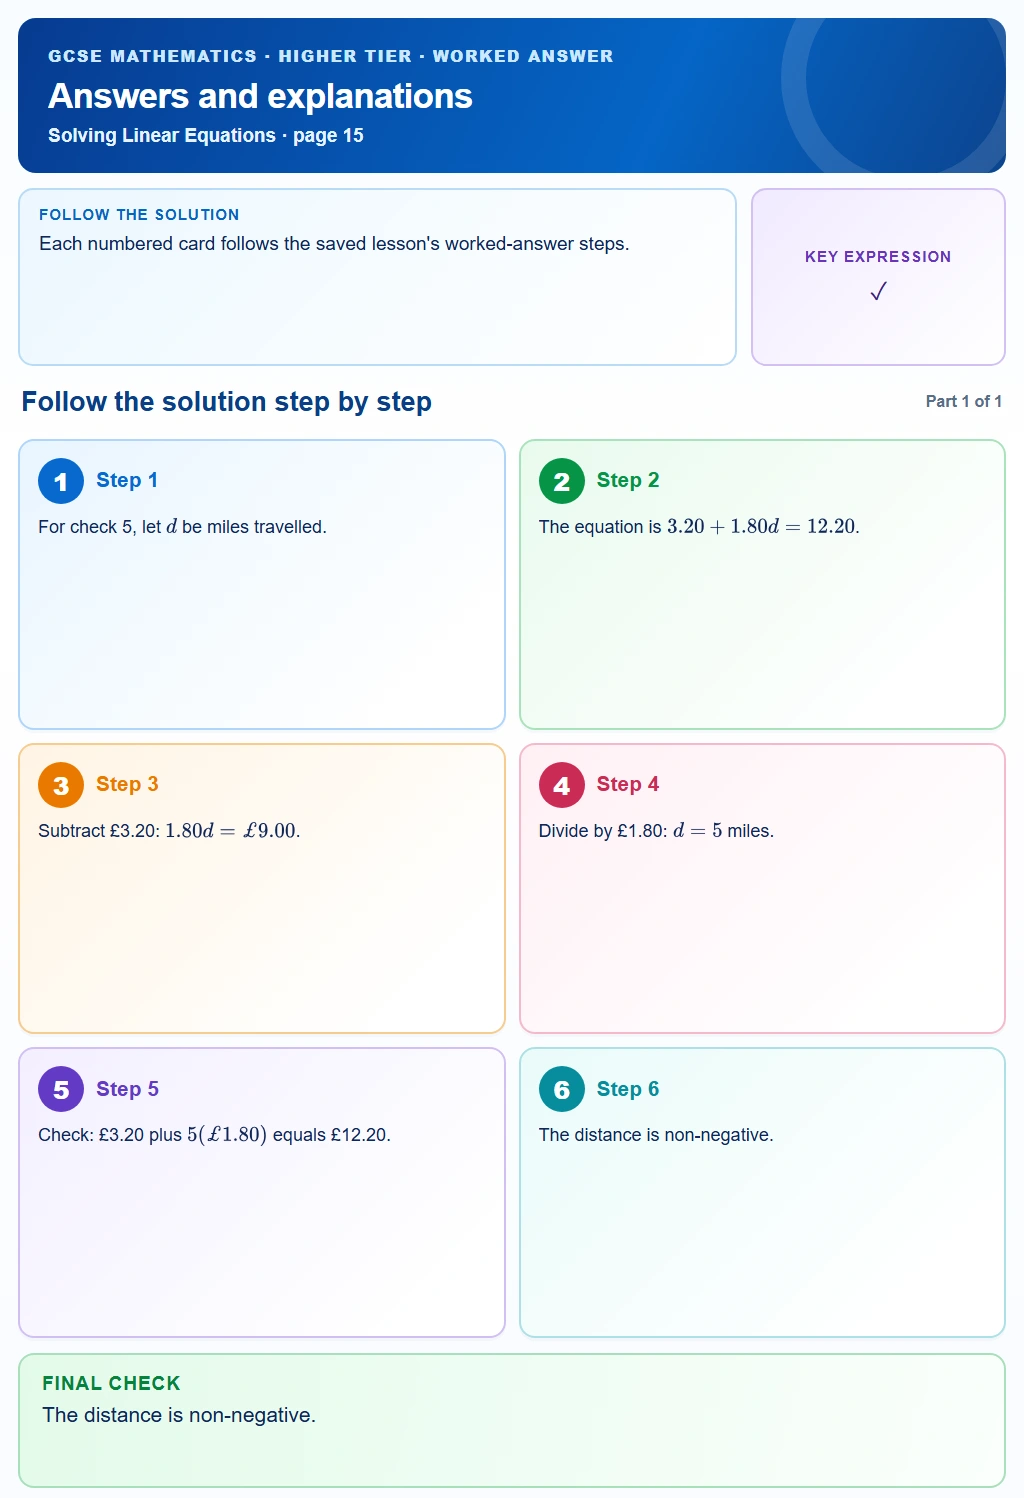 GCSE MATHEMATICS · HIGHER TIER · WORKED ANSWER
Answers and explanations
Solving Linear Equations · page 15
FOLLOW THE SOLUTION
Each numbered card follows the saved lesson's worked-answer steps.
KEY EXPRESSION
✓
Follow the solution step by step
Part 1 of 1
1 Step 1
For check 5, let d be miles travelled.
2 Step 2
The equation is 3.20 + 1.80d = 12.20.
3 Step 3
Subtract £3.20: 1.80d = £9.00.
4 Step 4
Divide by £1.80: d = 5 miles.
5 Step 5
Check: £3.20 plus 5(£1.80) equals £12.20.
6 Step 6
The distance is non-negative.
FINAL CHECK
The distance is non-negative.